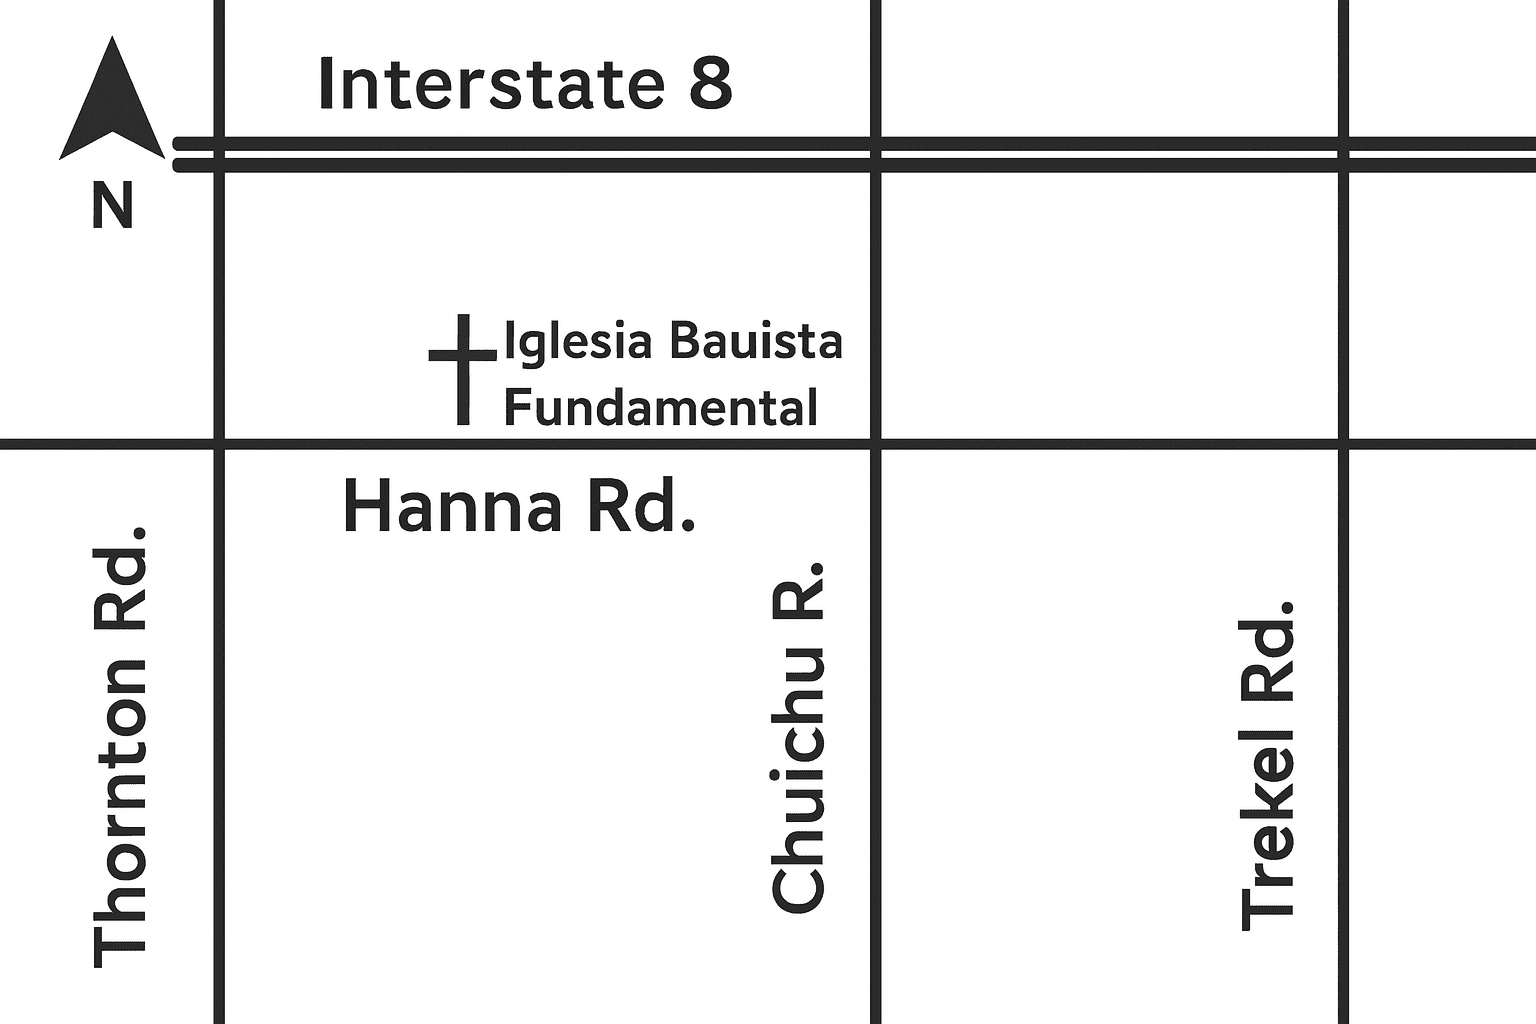 Interstate 8
N
Iglesia Bauista
Fundamental
Hanna Rd.
Thornton Rd.
Chuichu R.
Trekel Rd.